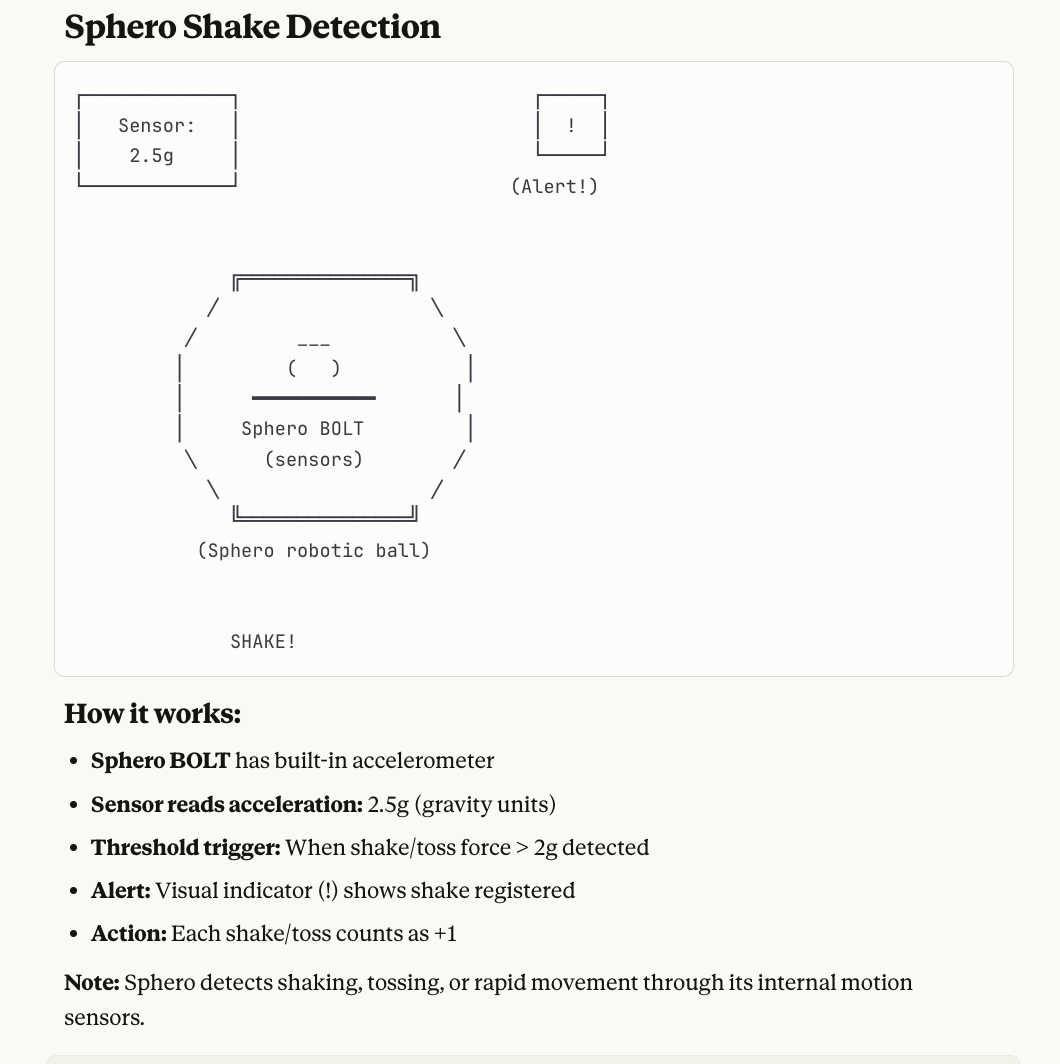 Sphero Shake Detection
Sensor:
2.5g
!
(Alert!)
Sphero BOLT
(sensors)
(Sphero robotic ball)
SHAKE!
How it works:
• Sphero BOLT has built-in accelerometer
• Sensor reads acceleration: 2.5g (gravity units)
• Threshold trigger: When shake/toss force > 2g detected
• Alert: Visual indicator (!) shows shake registered
• Action: Each shake/toss counts as +1
Note: Sphero detects shaking, tossing, or rapid movement through its internal motion
sensors.